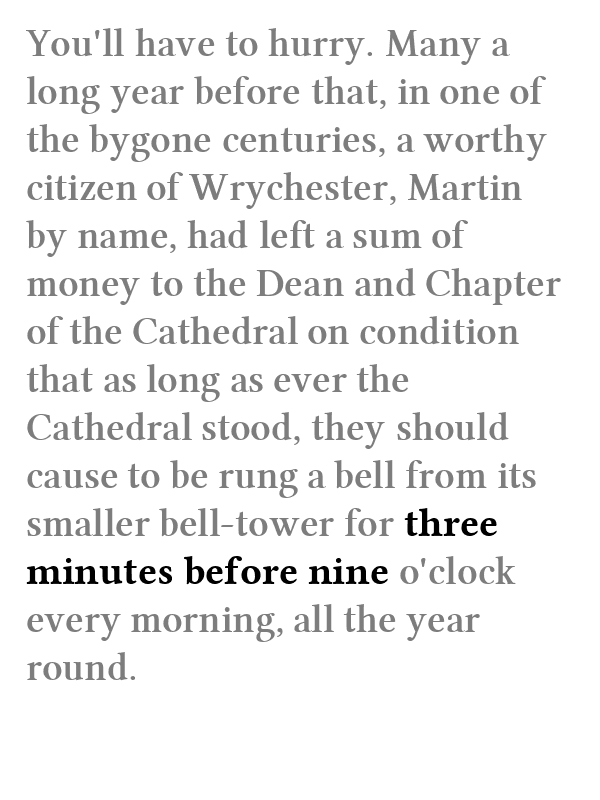 You'll have to hurry. Many a
long year before that, in one of
the bygone centuries, a worthy
citizen of Wrychester, Martin
by name, had left a sum of
money to the Dean and Chapter
of the Cathedral on condition
that as long as ever the
Cathedral stood, they should
cause to be rung a bell from its
smaller bell-tower for three
minutes before nine o'clock
every morning, all the year
round.